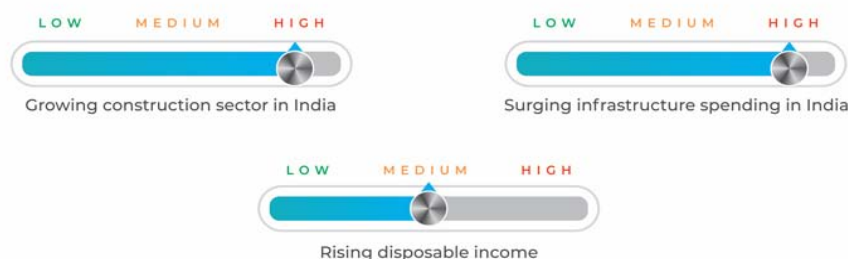 LOW MEDIUM HIGH
LOW MEDIUM HIGH
Growing construction sector in India
Surging infrastructure spending in India
LOW MEDIUM HIGH
Rising disposable income